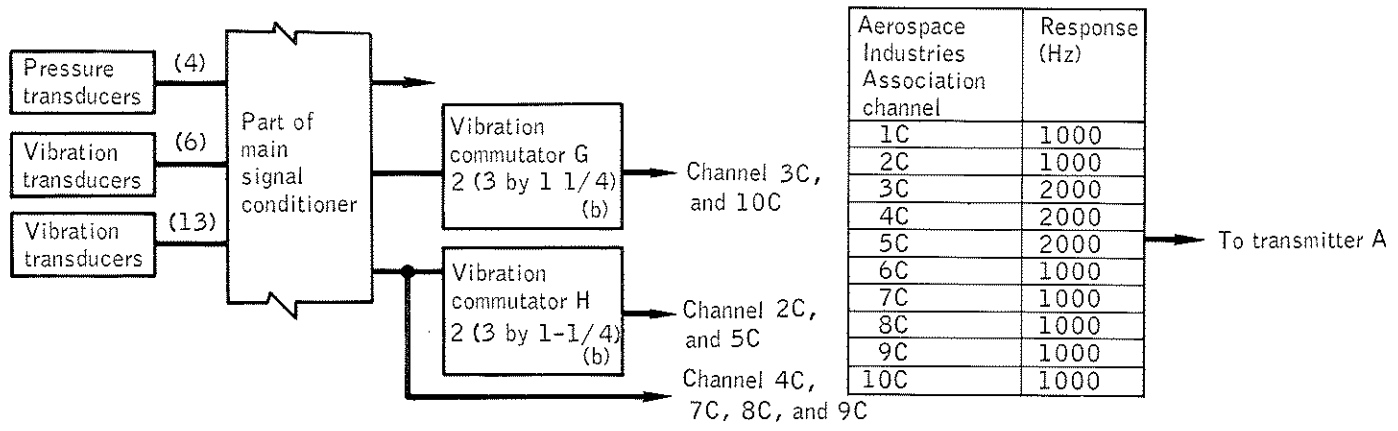 Pressure
transducers
(4)
Vibration
transducers
(6)
Vibration
transducers
(13)
Part of
main
signal
conditioner
Vibration
commutator G
2 (3 by 1 1/4)
(b)
Channel 3C,
and 10C
Vibration
commutator H
2 (3 by 1-1/4)
(b)
Channel 2C,
and 5C
Channel 4C,
7C, 8C, and 9C
Aerospace
Industries
Association
channel
Response
(Hz)
1C 1000
2C 1000
3C 2000
4C 2000
5C 2000
6C 1000
7C 1000
8C 1000
9C 1000
10C 1000
To transmitter A